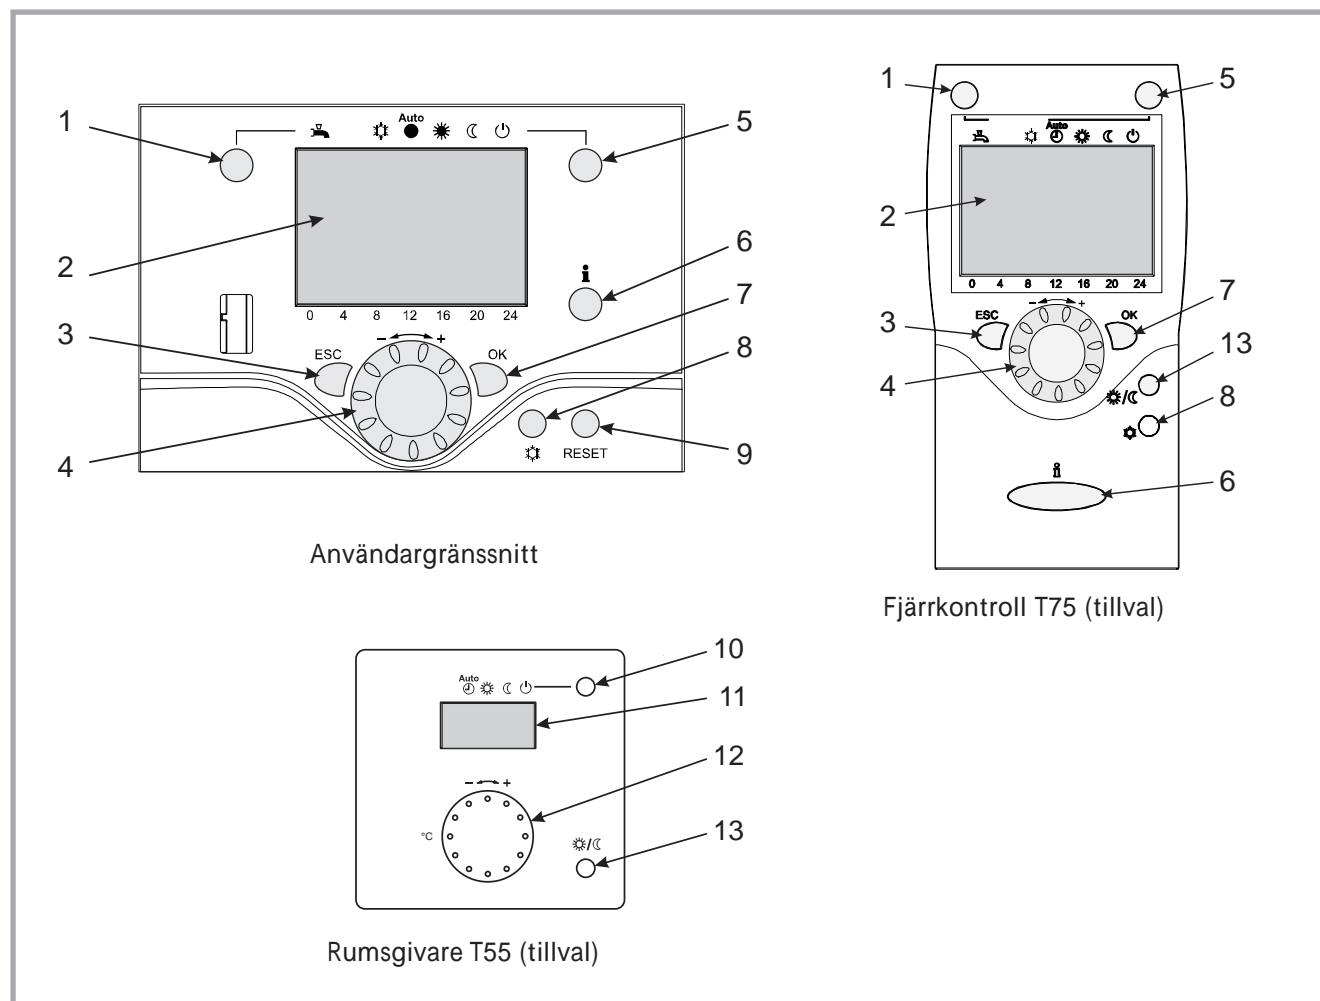 1
5
1
5
Auto
Auto
2
6
2
0 4 8 12 16 20 24
0 4 8 12 16 20 24
7
7
3
ESC
- +
OK
3
ESC
- +
OK
8
13
4
/
8
4
RESET
9
i
i
6
Användargränssnitt
Fjärrkontroll T75 (tillval)
10
Auto
11
- +
12
°C
13
/
Rumsgivare T55 (tillval)